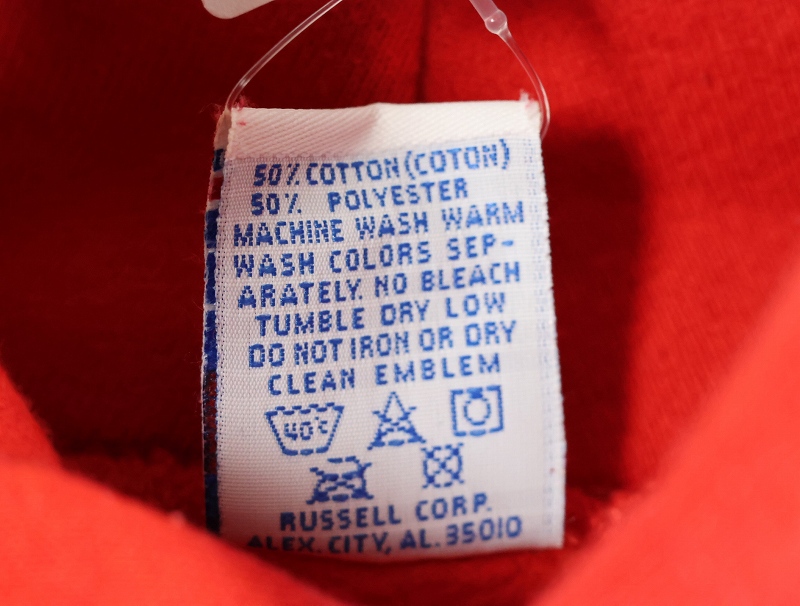 50% COTTON (COTON)
50% POLYESTER
MACHINE WASH WARM
WASH COLORS SEP-
ARATELY. NO BLEACH
TUMBLE DRY LOW
DO NOT IRON OR DRY
CLEAN EMBLEM
40°C
RUSSELL CORP.
ALEX. CITY, AL. 35010